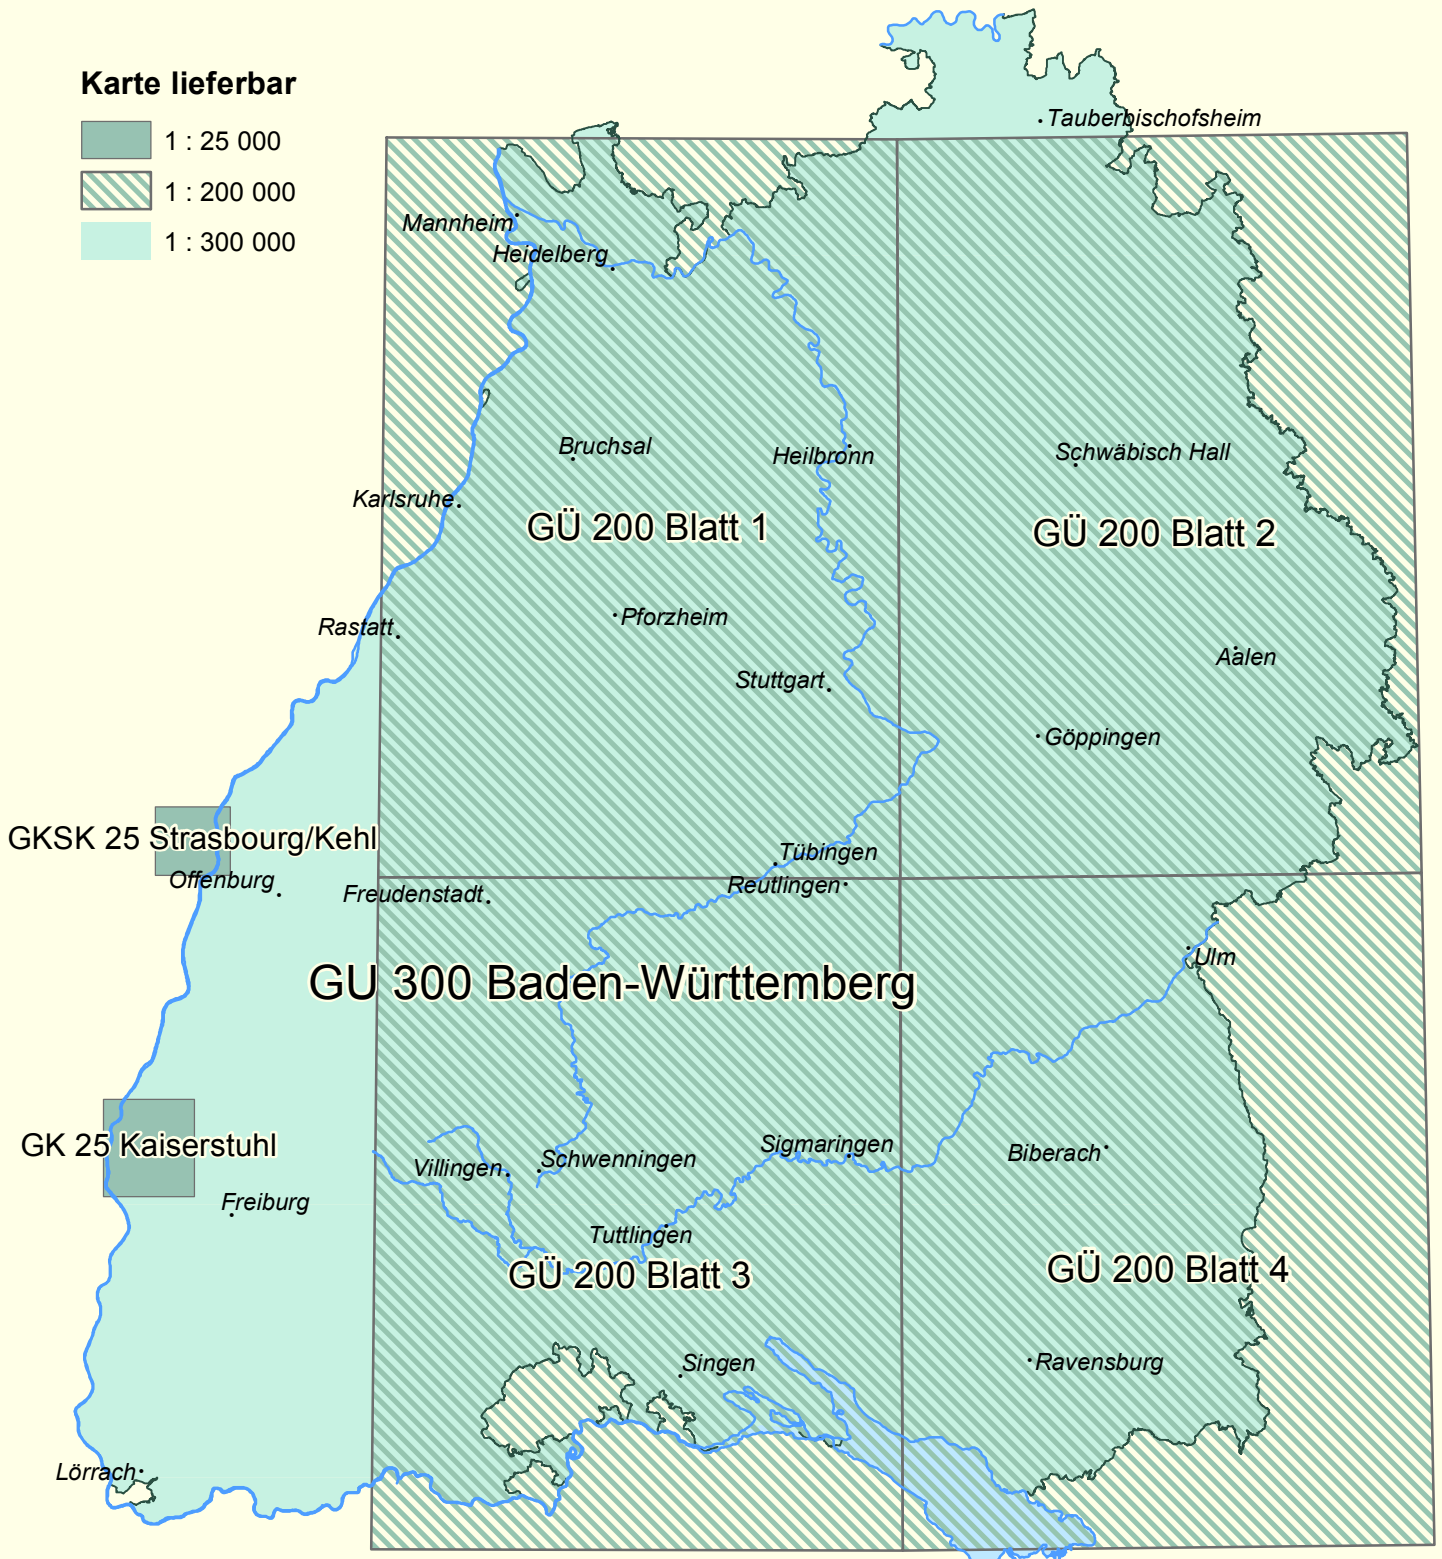 Karte lieferbar
1 : 25 000
1 : 200 000
1 : 300 000
Tauberbischofsheim
Mannheim
Heidelberg
Bruchsal
Heilbronn
Schwäbisch Hall
Karlsruhe
GÜ 200 Blatt 1
GÜ 200 Blatt 2
Rastatt
Pforzheim
Aalen
Stuttgart
Göppingen
GKSK 25 Strasbourg/Kehl
Tübingen
Offenburg
Freudenstadt
Reutlingen
Ulm
GÜ 300 Baden-Württemberg
GK 25 Kaiserstuhl
Villingen
Schwenningen
Sigmaringen
Biberach
Freiburg
Tuttlingen
GÜ 200 Blatt 3
GÜ 200 Blatt 4
Singen
Ravensburg
Lörrach